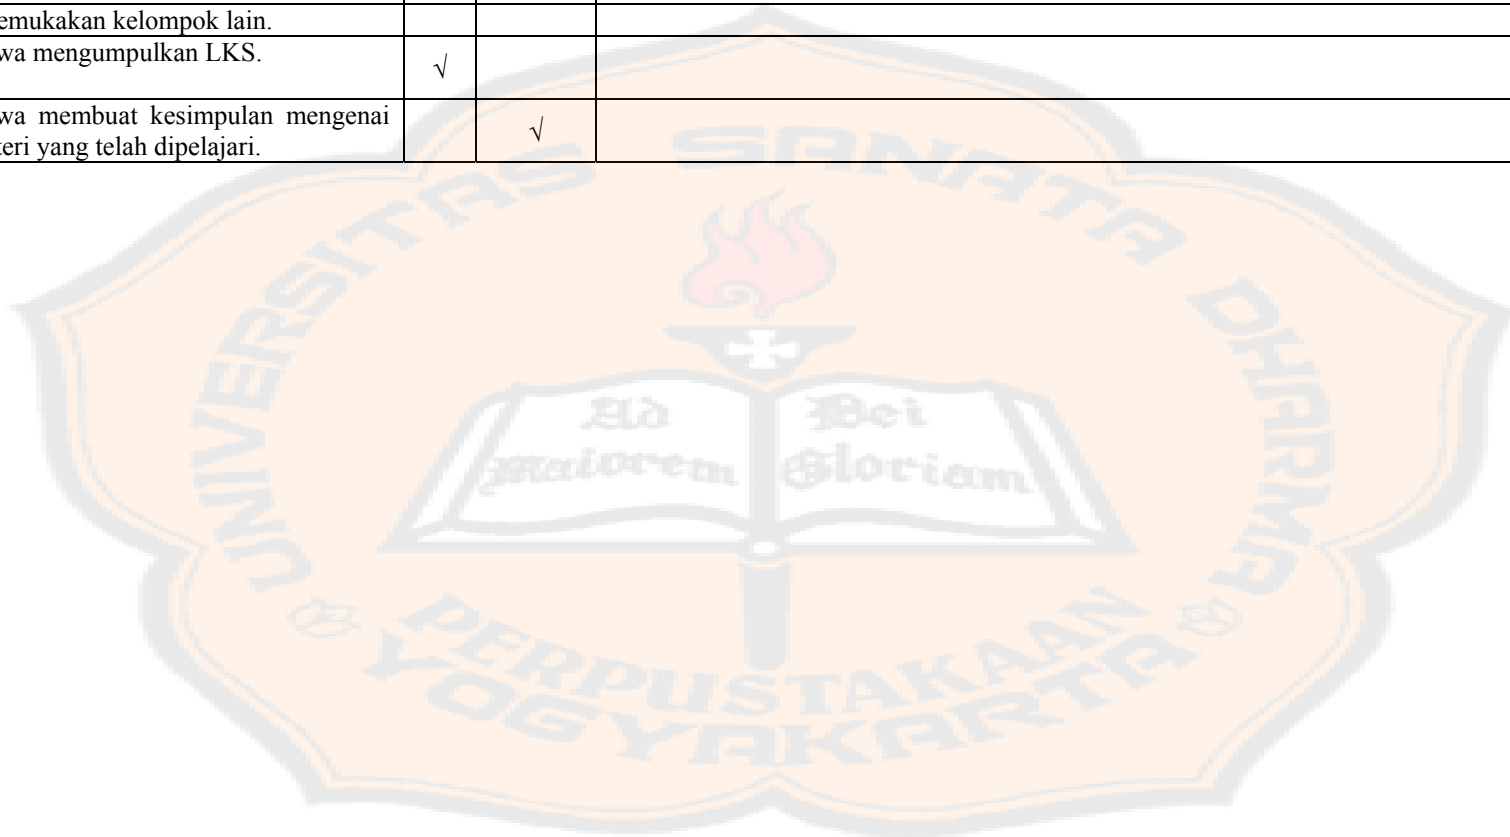 emukakan kelompok lain.
wa mengumpulkan LKS.
√
wa membuat kesimpulan mengenai
√
teri yang telah dipelajari.
UNIVERSITAS SANATA DHARMA
Ad Dei
Maiorem Gloriam
PERPUSTAKAAN
YOGYAKARTA